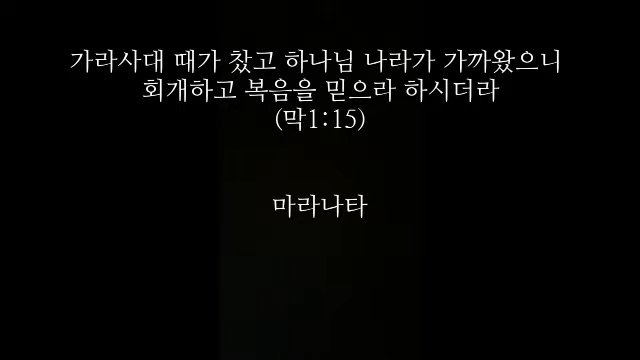 가라사대 때가 찼고 하나님 나라가 가까왔으니
회개하고 복음을 믿으라 하시더라
(막1:15)
마라나타